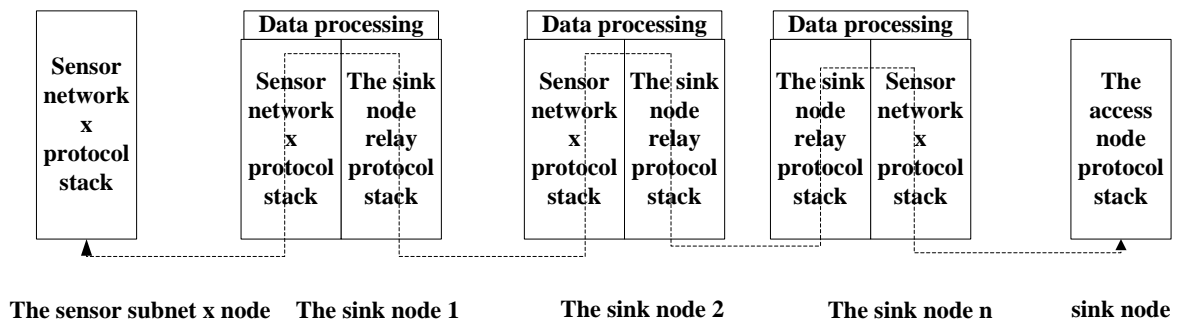 Data processing
Data processing
Data processing
Sensor
network
x
protocol
stack
Sensor
network
x
protocol
stack
The sink
node
relay
protocol
stack
Sensor
network
x
protocol
stack
The sink
node
relay
protocol
stack
The sink
node
relay
protocol
stack
Sensor
network
x
protocol
stack
The
access
node
protocol
stack
The sensor subnet x node
The sink node 1
The sink node 2
The sink node n
sink node